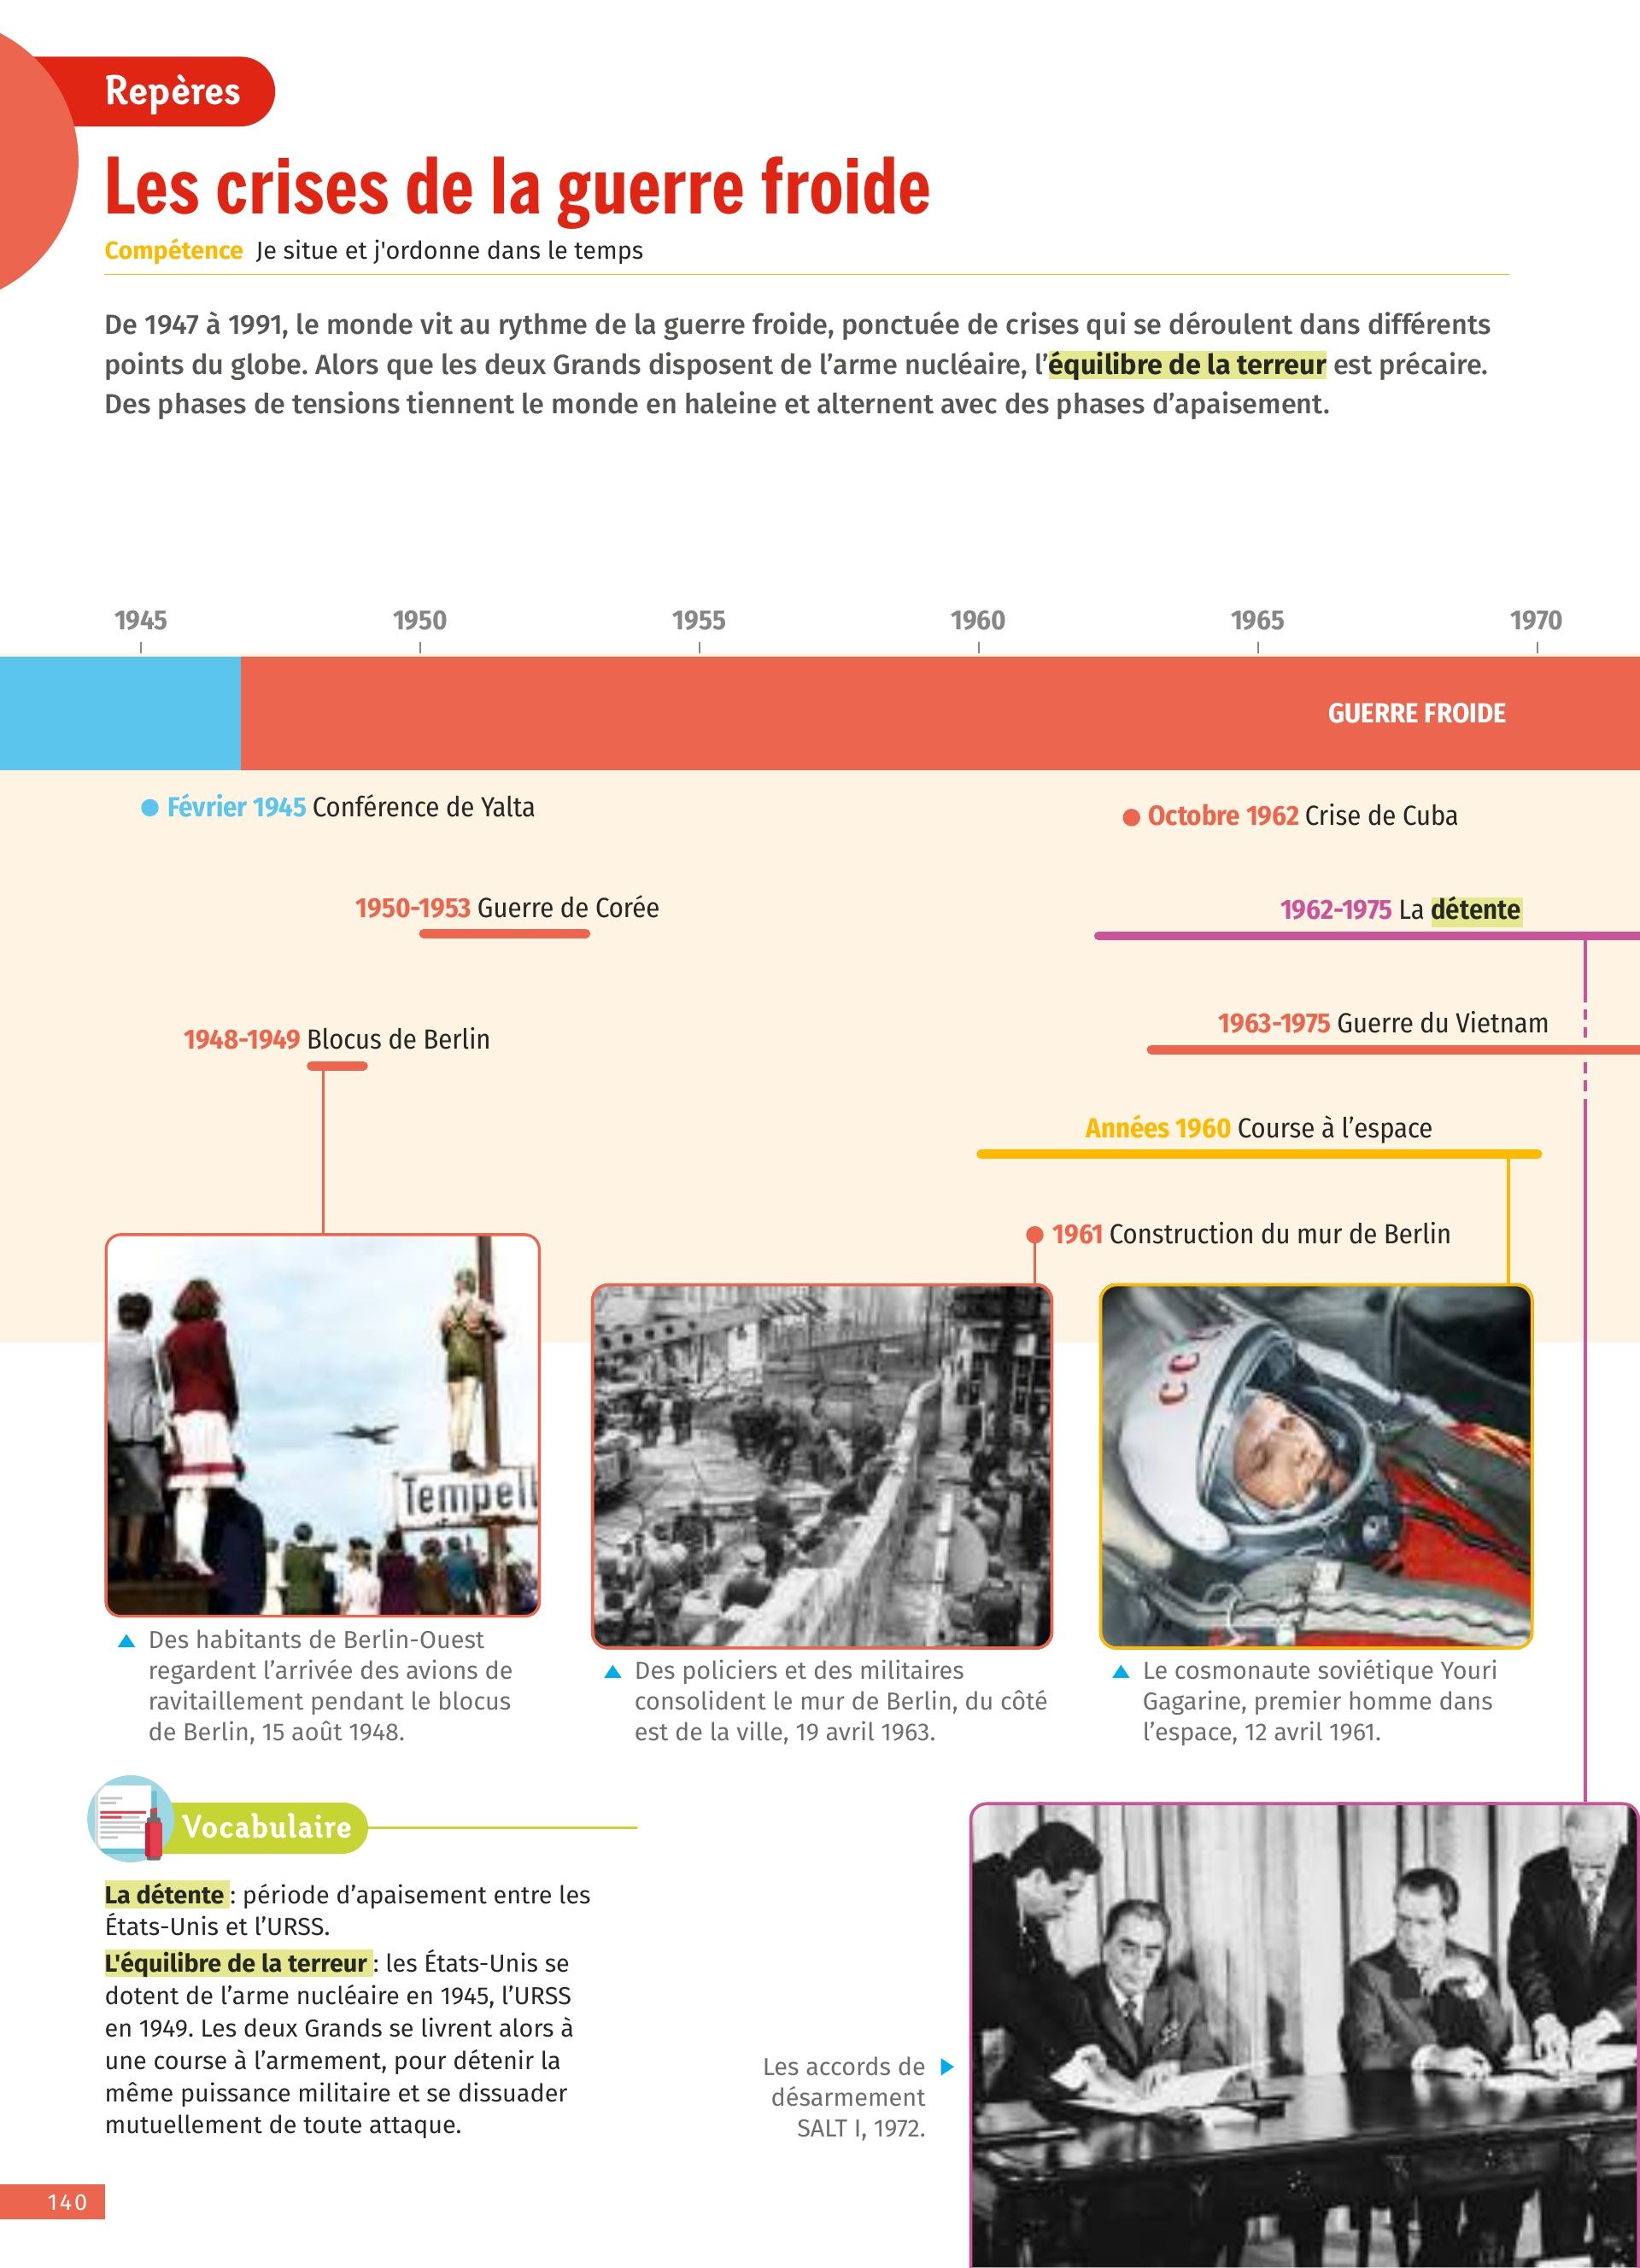 Repères
Les crises de la guerre froide
Compétence Je situe et j'ordonne dans le temps
De 1947 à 1991, le monde vit au rythme de la guerre froide, ponctuée de crises qui se déroulent dans différents
points du globe. Alors que les deux Grands disposent de l’arme nucléaire, l’équilibre de la terreur est précaire.
Des phases de tensions tiennent le monde en haleine et alternent avec des phases d’apaisement.
1945 1950 1955 1960 1965 1970
GUERRE FROIDE
Février 1945 Conférence de Yalta
Octobre 1962 Crise de Cuba
1950-1953 Guerre de Corée
1962-1975 La détente
1948-1949 Blocus de Berlin
1963-1975 Guerre du Vietnam
Années 1960 Course à l’espace
1961 Construction du mur de Berlin
Tempel
CC
Des habitants de Berlin-Ouest
regardent l’arrivée des avions de
ravitaillement pendant le blocus
de Berlin, 15 août 1948.
Des policiers et des militaires
consolident le mur de Berlin, du côté
est de la ville, 19 avril 1963.
Le cosmonaute soviétique Youri
Gagarine, premier homme dans
l’espace, 12 avril 1961.
Vocabulaire
La détente : période d’apaisement entre les
États-Unis et l’URSS.
L'équilibre de la terreur : les États-Unis se
dotent de l’arme nucléaire en 1945, l’URSS
en 1949. Les deux Grands se livrent alors à
une course à l’armement, pour détenir la
même puissance militaire et se dissuader
mutuellement de toute attaque.
Les accords de
désarmement
SALT I, 1972.
140